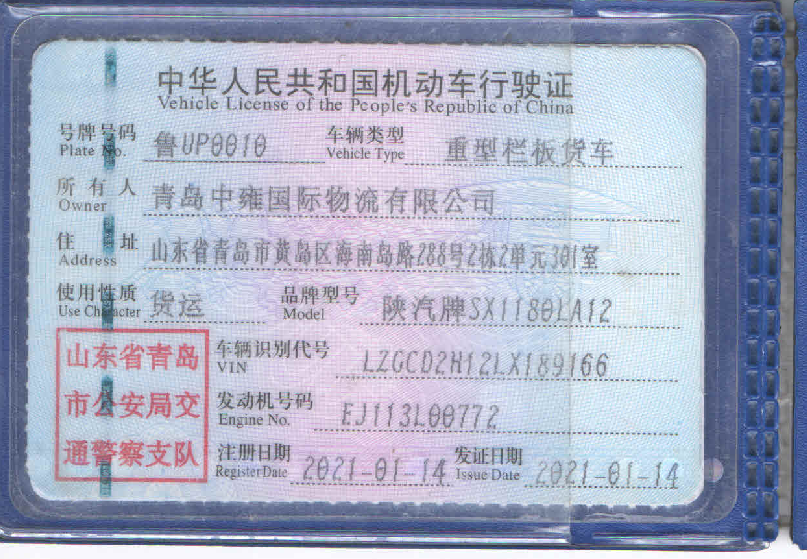 中华人民共和国机动车行驶证
Vehicle License of the People's Republic of China
号牌号码 鲁UP0010 车辆类型 重型栏板货车
Plate No. Vehicle Type
所有人 青岛中雍国际物流有限公司
Owner
住址 山东省青岛市黄岛区海南岛路288号2栋2单元301室
Address
使用性质 货运 品牌型号 陕汽牌SX1180LA12
Use Character Model
山东省青岛
市公安局交
通警察支队
车辆识别代号 LZGCD2H12LX189166
VIN
发动机号码 EJ113L00772
Engine No.
注册日期 2021-01-14 发证日期 2021-01-14
Register Date Issue Date